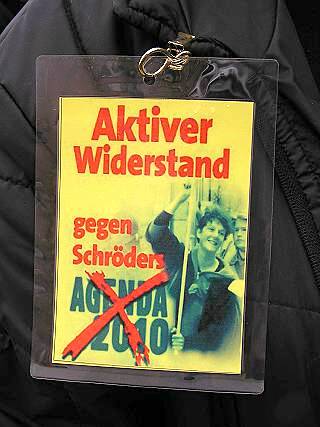 Aktiver
Widerstand
gegen
Schröders
AGENDA
2010